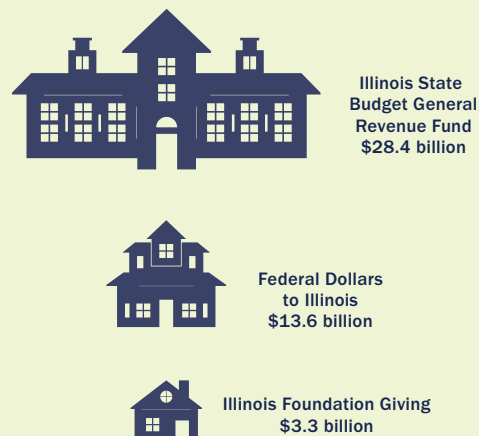 Illinois State
Budget General
Revenue Fund
$28.4 billion
Federal Dollars
to Illinois
$13.6 billion
Illinois Foundation Giving
$3.3 billion